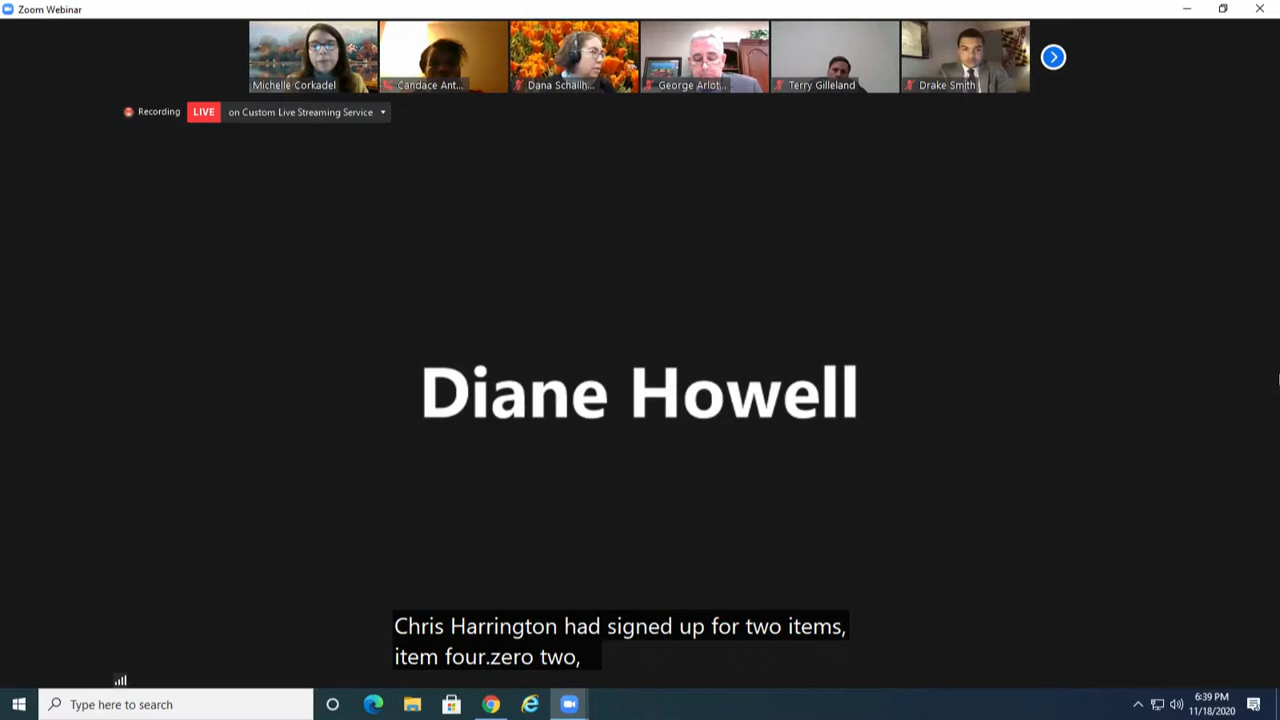 Zoom Webinar
Michelle Corkadel
Candace Ant...
Dana Schallh...
George Arlot...
Terry Gilleland
Drake Smith
Recording
LIVE
on Custom Live Streaming Service
Diane Howell
Chris Harrington had signed up for two items,
item four.zero two,
Type here to search
6:39 PM
11/18/2020